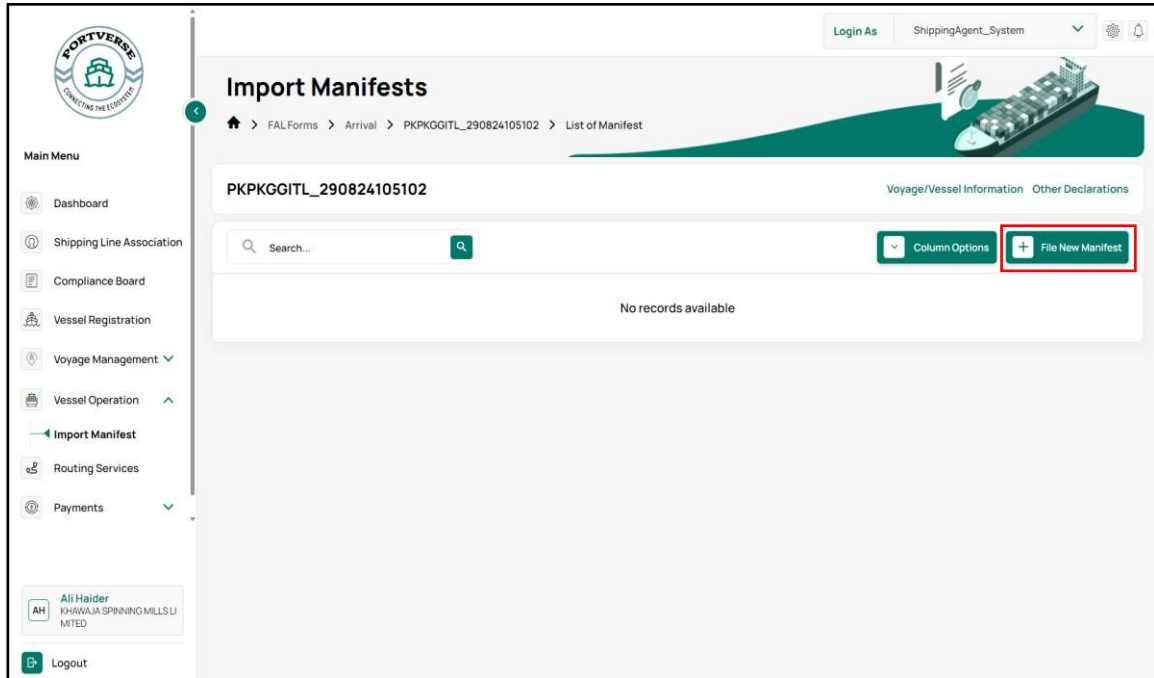 PORTVERSE
CONNECTING THE ECOSYSTEM
Login As ShippingAgent_System
Import Manifests
> FAL Forms > Arrival > PKPKGGITL_290824105102 > List of Manifest
Main Menu
Dashboard
Shipping Line Association
Compliance Board
Vessel Registration
Voyage Management
Vessel Operation
Import Manifest
Routing Services
Payments
AH
Ali Haider
KHAWAJA SPINNING MILLS LI
MITED
Logout
PKPKGGITL_290824105102
Voyage/Vessel Information Other Declarations
Search...
Column Options
+ File New Manifest
No records available